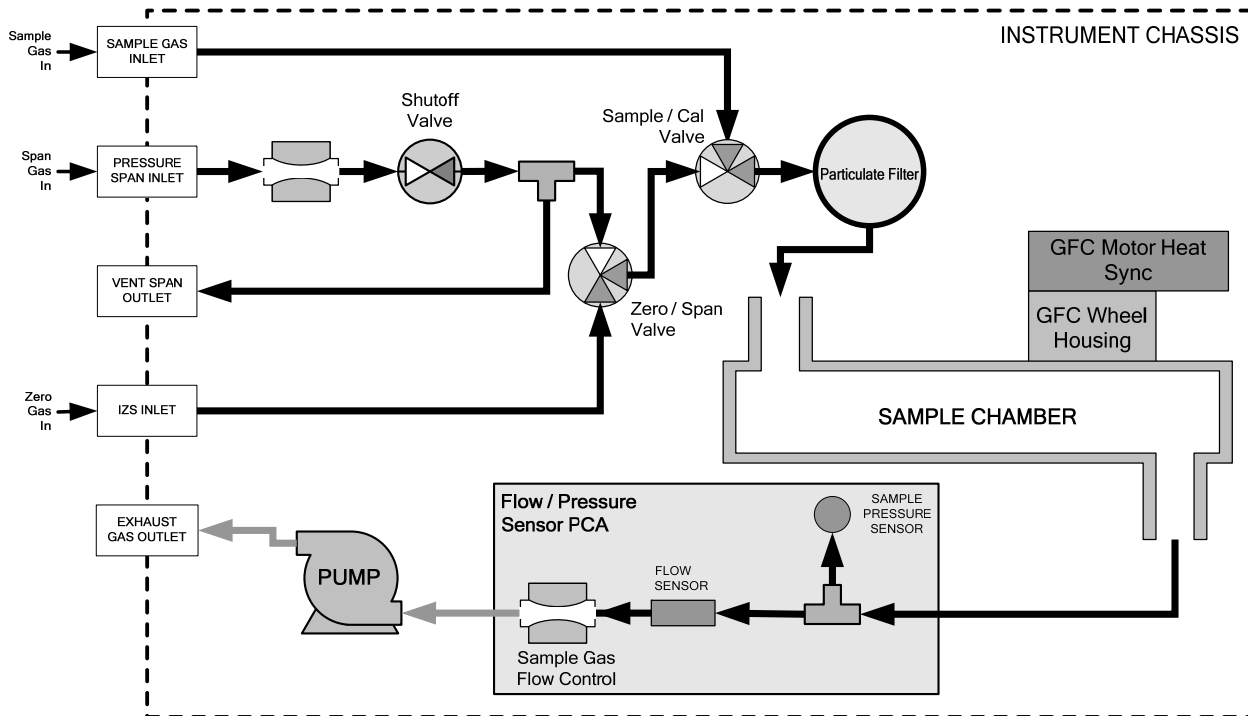 INSTRUMENT CHASSIS
Sample
Gas
In
SAMPLE GAS
INLET
Shutoff
Valve
Sample / Cal
Valve
Span
Gas
In
PRESSURE
SPAN INLET
Particulate Filter
VENT SPAN
OUTLET
Zero / Span
Valve
GFC Motor Heat
Sync
GFC Wheel
Housing
Zero
Gas
In
IZS INLET
SAMPLE CHAMBER
EXHAUST
GAS OUTLET
PUMP
Flow / Pressure
Sensor PCA
SAMPLE
PRESSURE
SENSOR
FLOW
SENSOR
Sample Gas
Flow Control